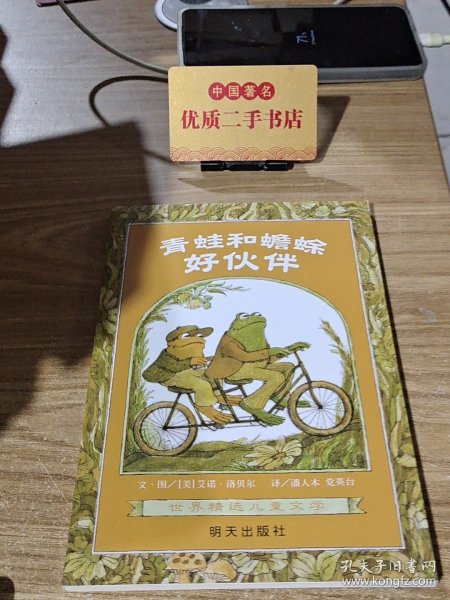 中国著名
优质二手书店
青蛙和蟾蜍
好伙伴
文·图／[美]艾诺·洛贝尔　译／潘人木 党英台
世界精选儿童文学
明天出版社
孔夫子旧书网
www.kongfz.com